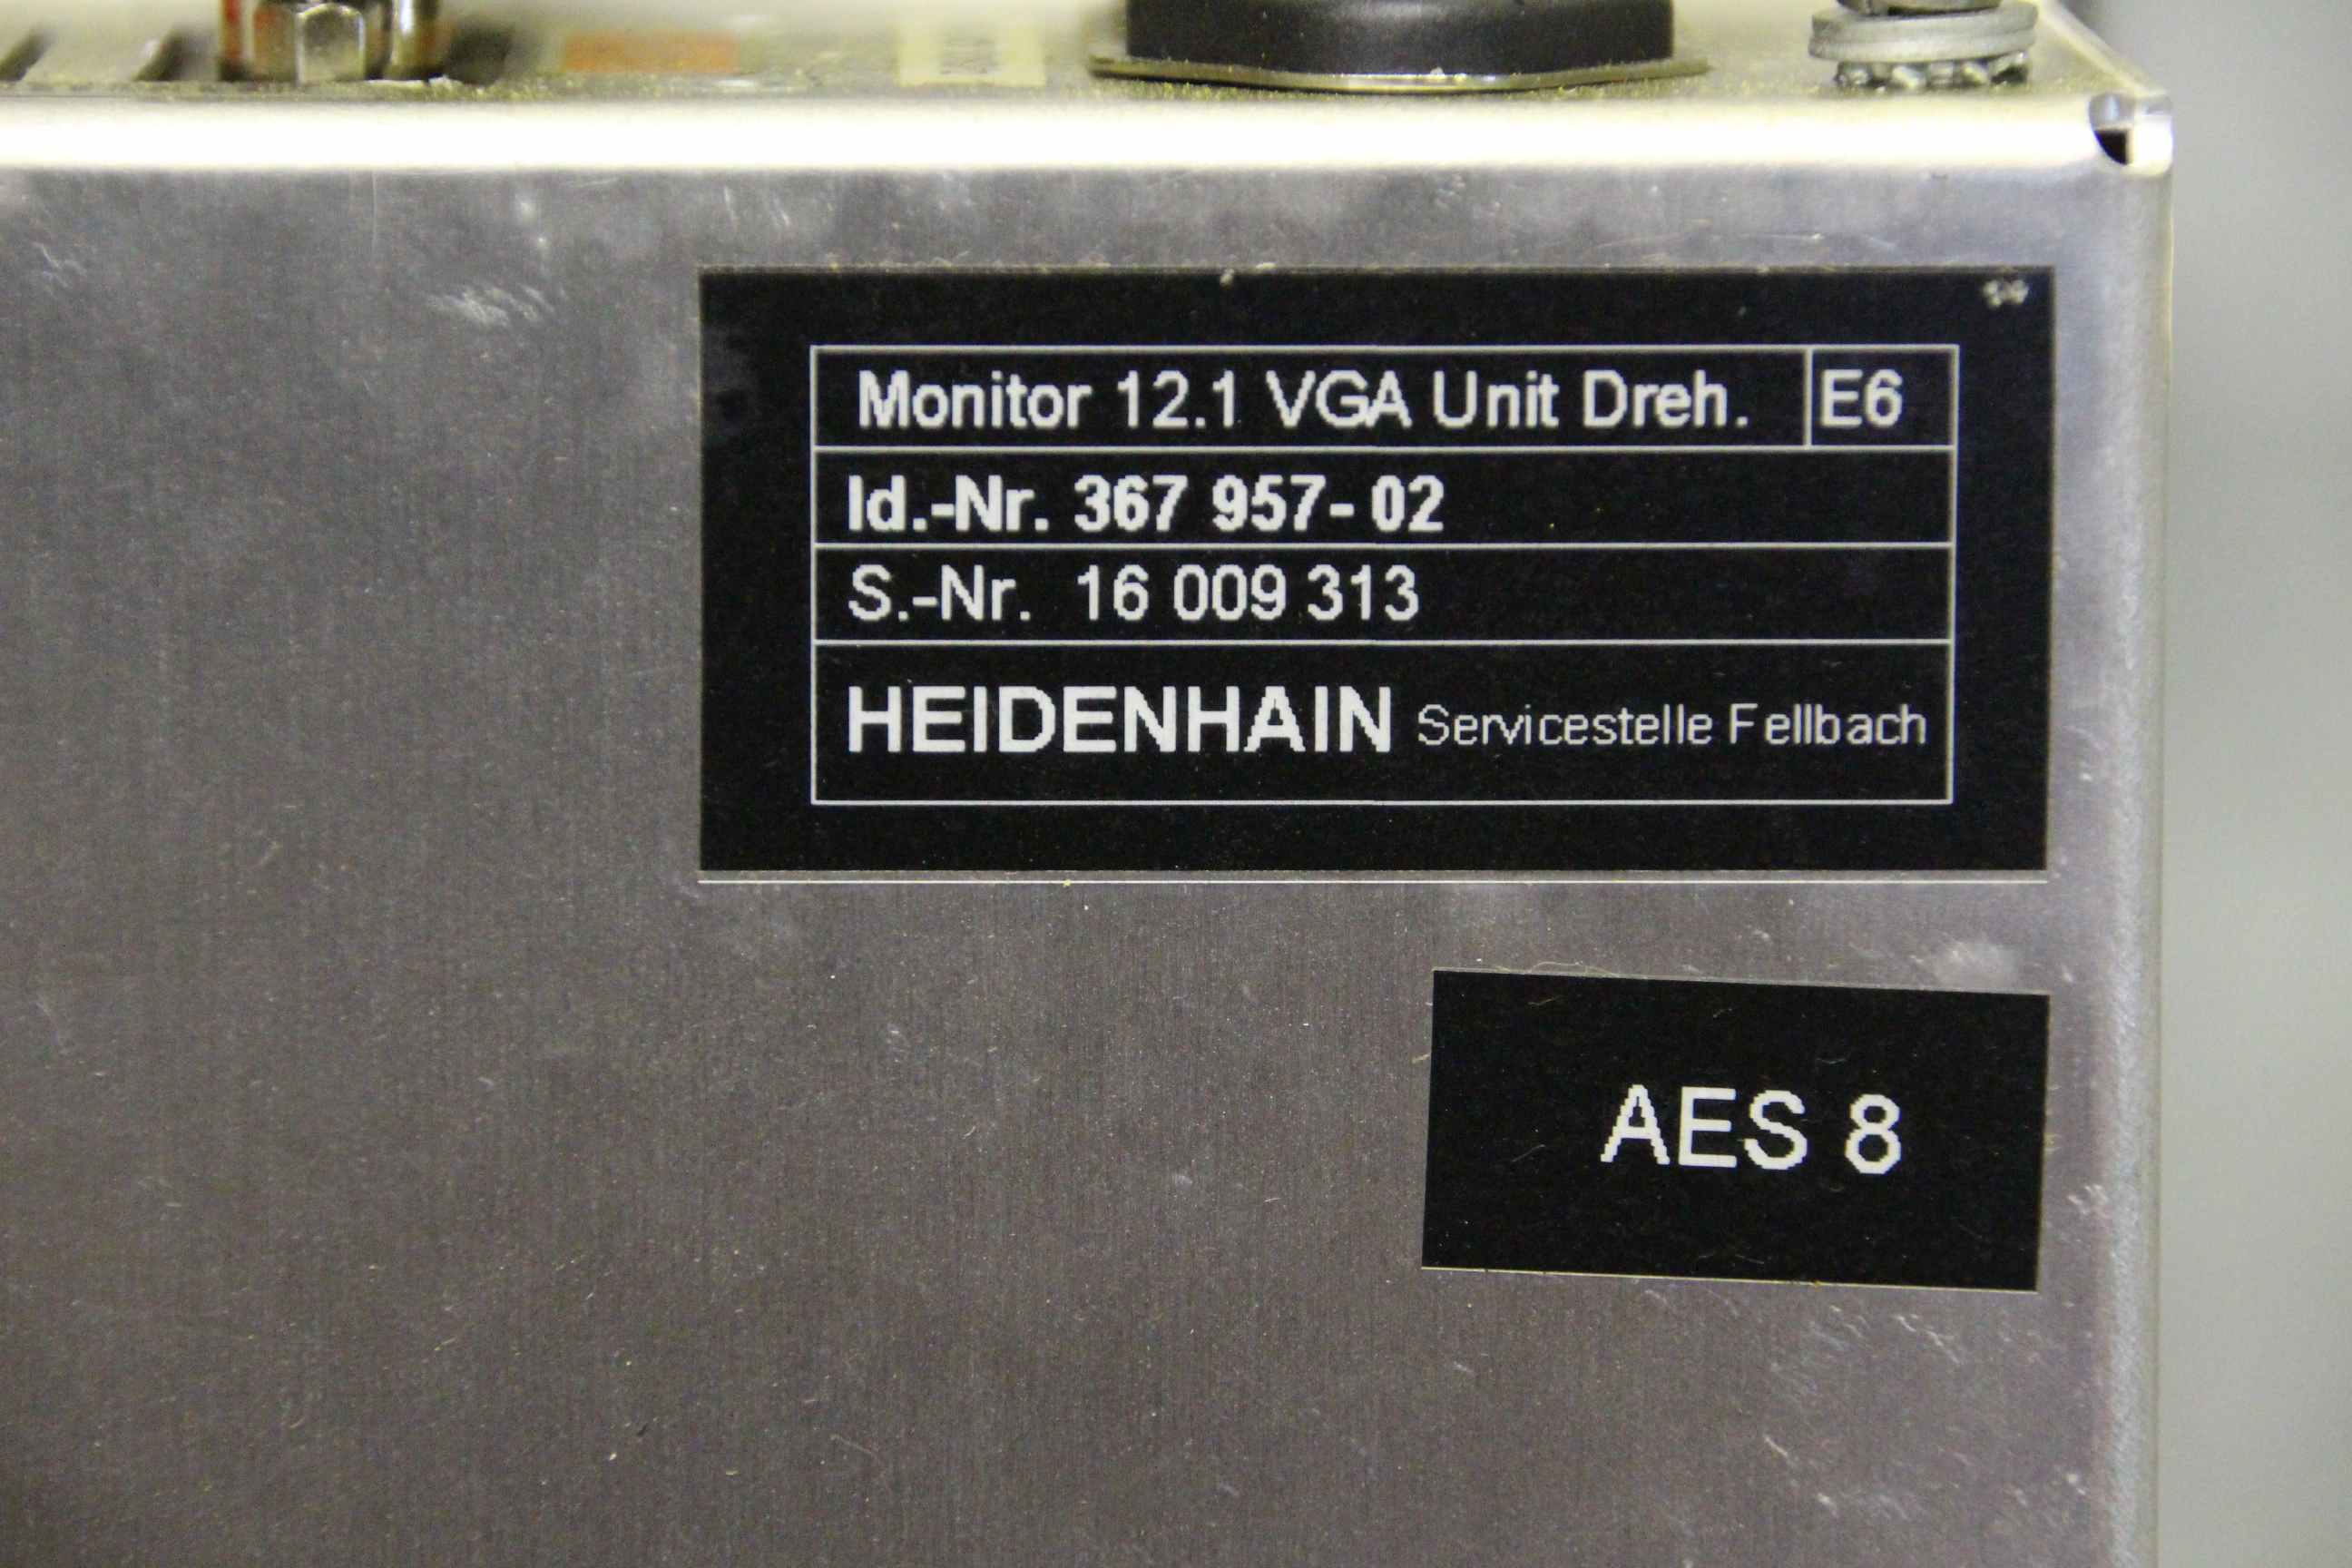 Monitor 12.1 VGA Unit Dreh. E6
Id.-Nr. 367 957- 02
S.-Nr. 16 009 313
HEIDENHAIN Servicestelle Fellbach
AES 8